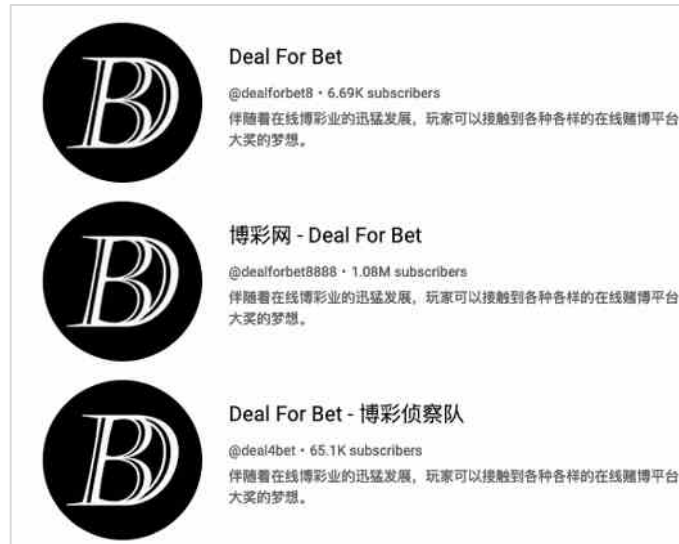 Deal For Bet
@dealforbet8 • 6.69K subscribers
伴随着在线博彩业的迅猛发展，玩家可以接触到各种各样的在线赌博平台
大奖的梦想。
博彩网 - Deal For Bet
@dealforbet8888 • 1.08M subscribers
伴随着在线博彩业的迅猛发展，玩家可以接触到各种各样的在线赌博平台
大奖的梦想。
Deal For Bet - 博彩侦察队
@deal4bet • 65.1K subscribers
伴随着在线博彩业的迅猛发展，玩家可以接触到各种各样的在线赌博平台
大奖的梦想。